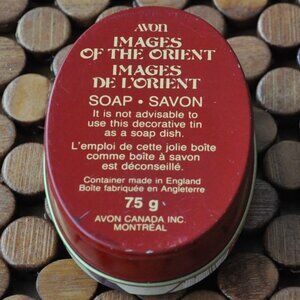 AVON
IMAGES
OF THE ORIENT
IMAGES
DE L'ORIENT
SOAP • SAVON
It is not advisable to
use this decorative tin
as a soap dish.
L'emploi de cette jolie boîte
comme boîte à savon
est déconseillé.
Container made in England
Boîte fabriquée en Angleterre
75 g
AVON CANADA INC.
MONTRÉAL